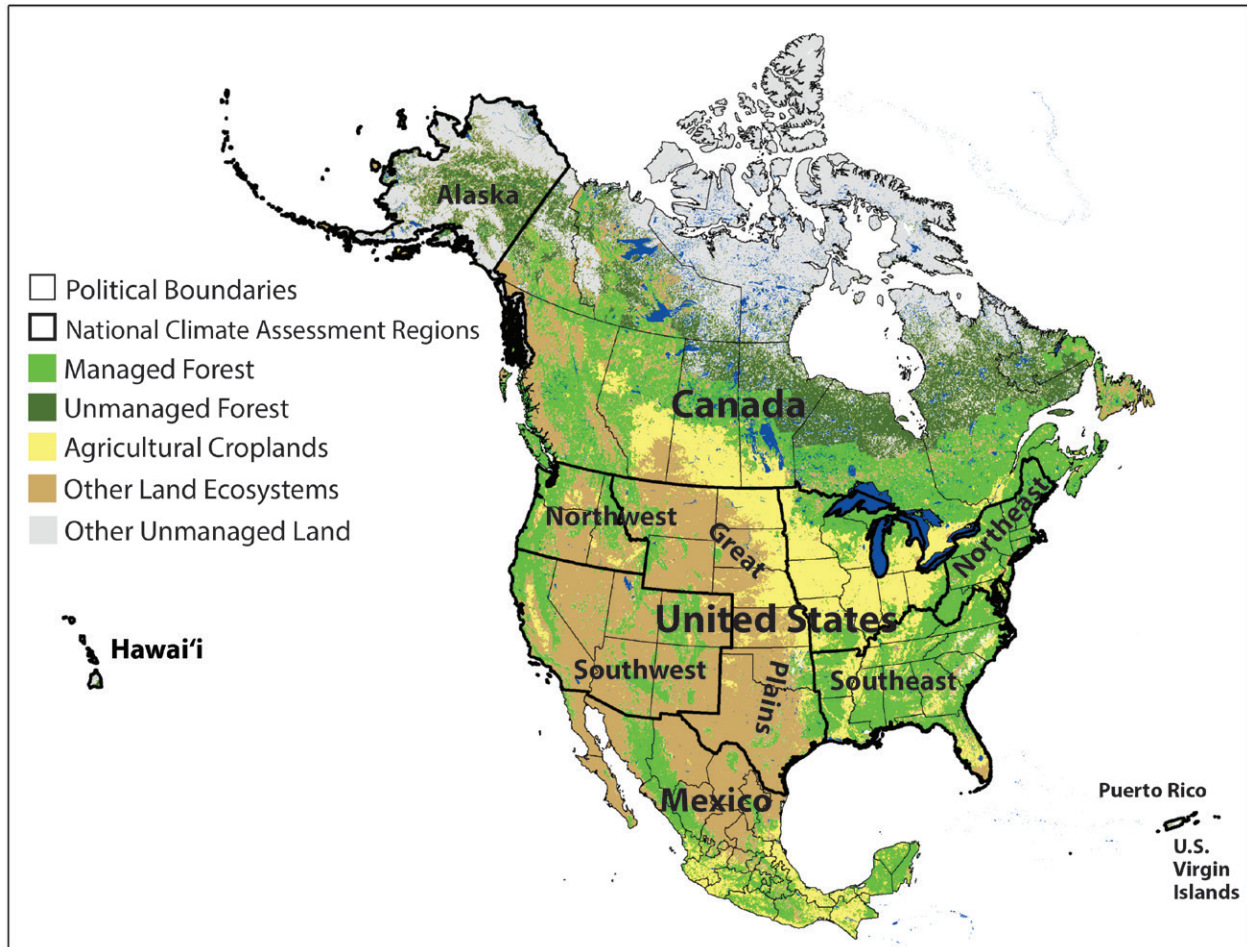 Alaska
Political Boundaries
National Climate Assessment Regions
Managed Forest
Unmanaged Forest
Agricultural Croplands
Other Land Ecosystems
Other Unmanaged Land
Canada
Northwest
Great
Northeast
United States
Hawai‘i
Southwest
Plains
Southeast
Mexico
Puerto Rico
U.S.
Virgin
Islands